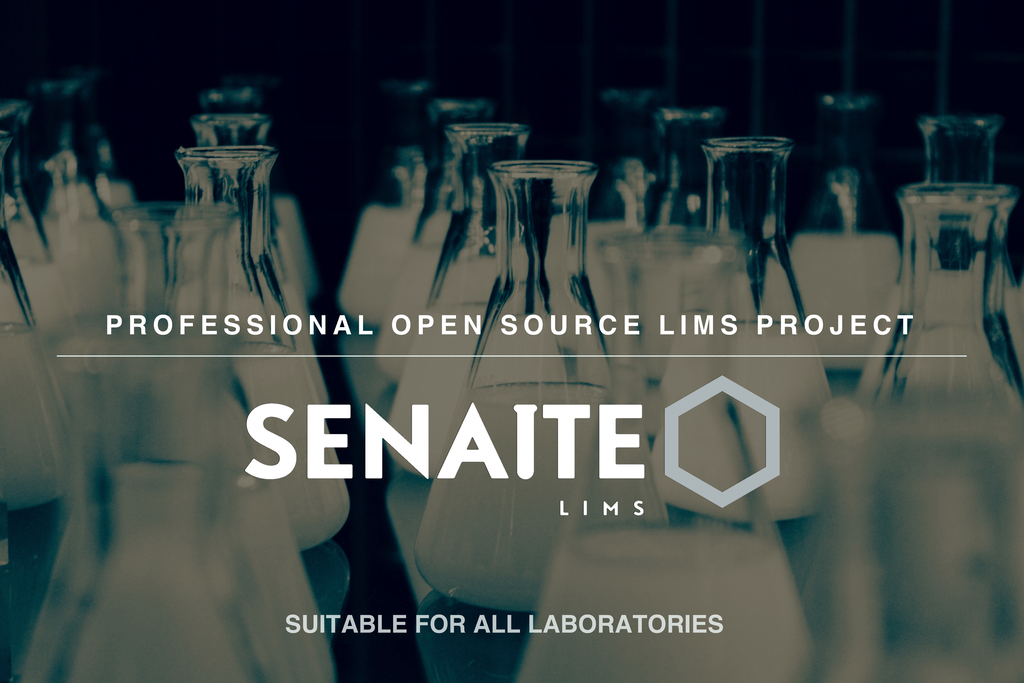 PROFESSIONAL OPEN SOURCE LIMS PROJECT
SENAITE
LIMS
SUITABLE FOR ALL LABORATORIES